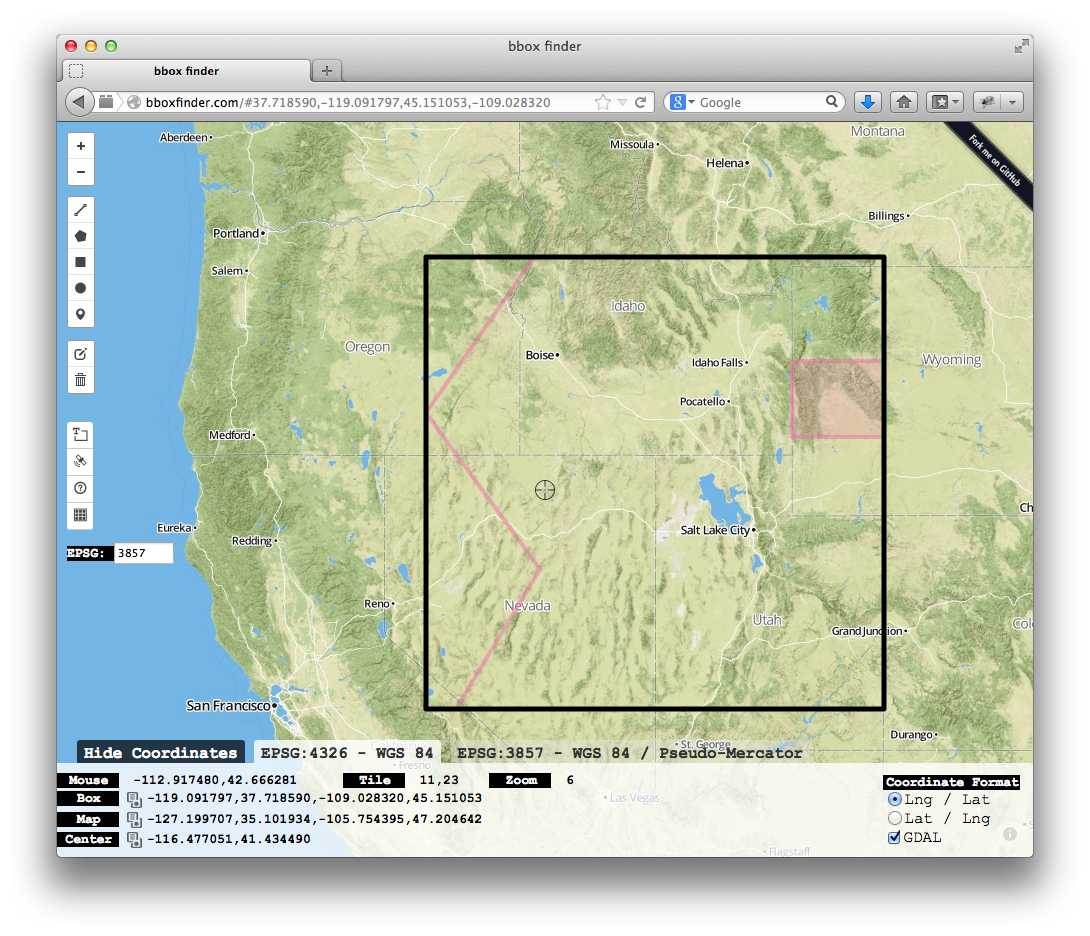 bbox finder
bbox finder
bboxfinder.com/#37.718590,-119.091797,45.151053,-109.028320
8
Google
Fork me on GitHub
Aberdeen
Missoula
Montana
Helena
Billings
Portland
Salem
Idaho
Oregon
Boise
Idaho Falls
Wyoming
Pocatello
Medford
Eureka
Redding
Salt Lake City
Ch
EPSG: 3857
Reno
Nevada
Utah
Grand Junction
Col
San Francisco
Durango
St. George
Hide Coordinates
EPSG:4326 - WGS 84
EPSG:3857 - WGS 84 / Pseudo-Mercator
Fresno
Mouse -112.917480,42.666281 Tile 11,23 Zoom 6
Box -119.091797,37.718590,-109.028320,45.151053
Map -127.199707,35.101934,-105.754395,47.204642
Center -116.477051,41.434490
Las Vegas
Flagstaff
Coordinate Format
Lng / Lat
Lat / Lng
GDAL